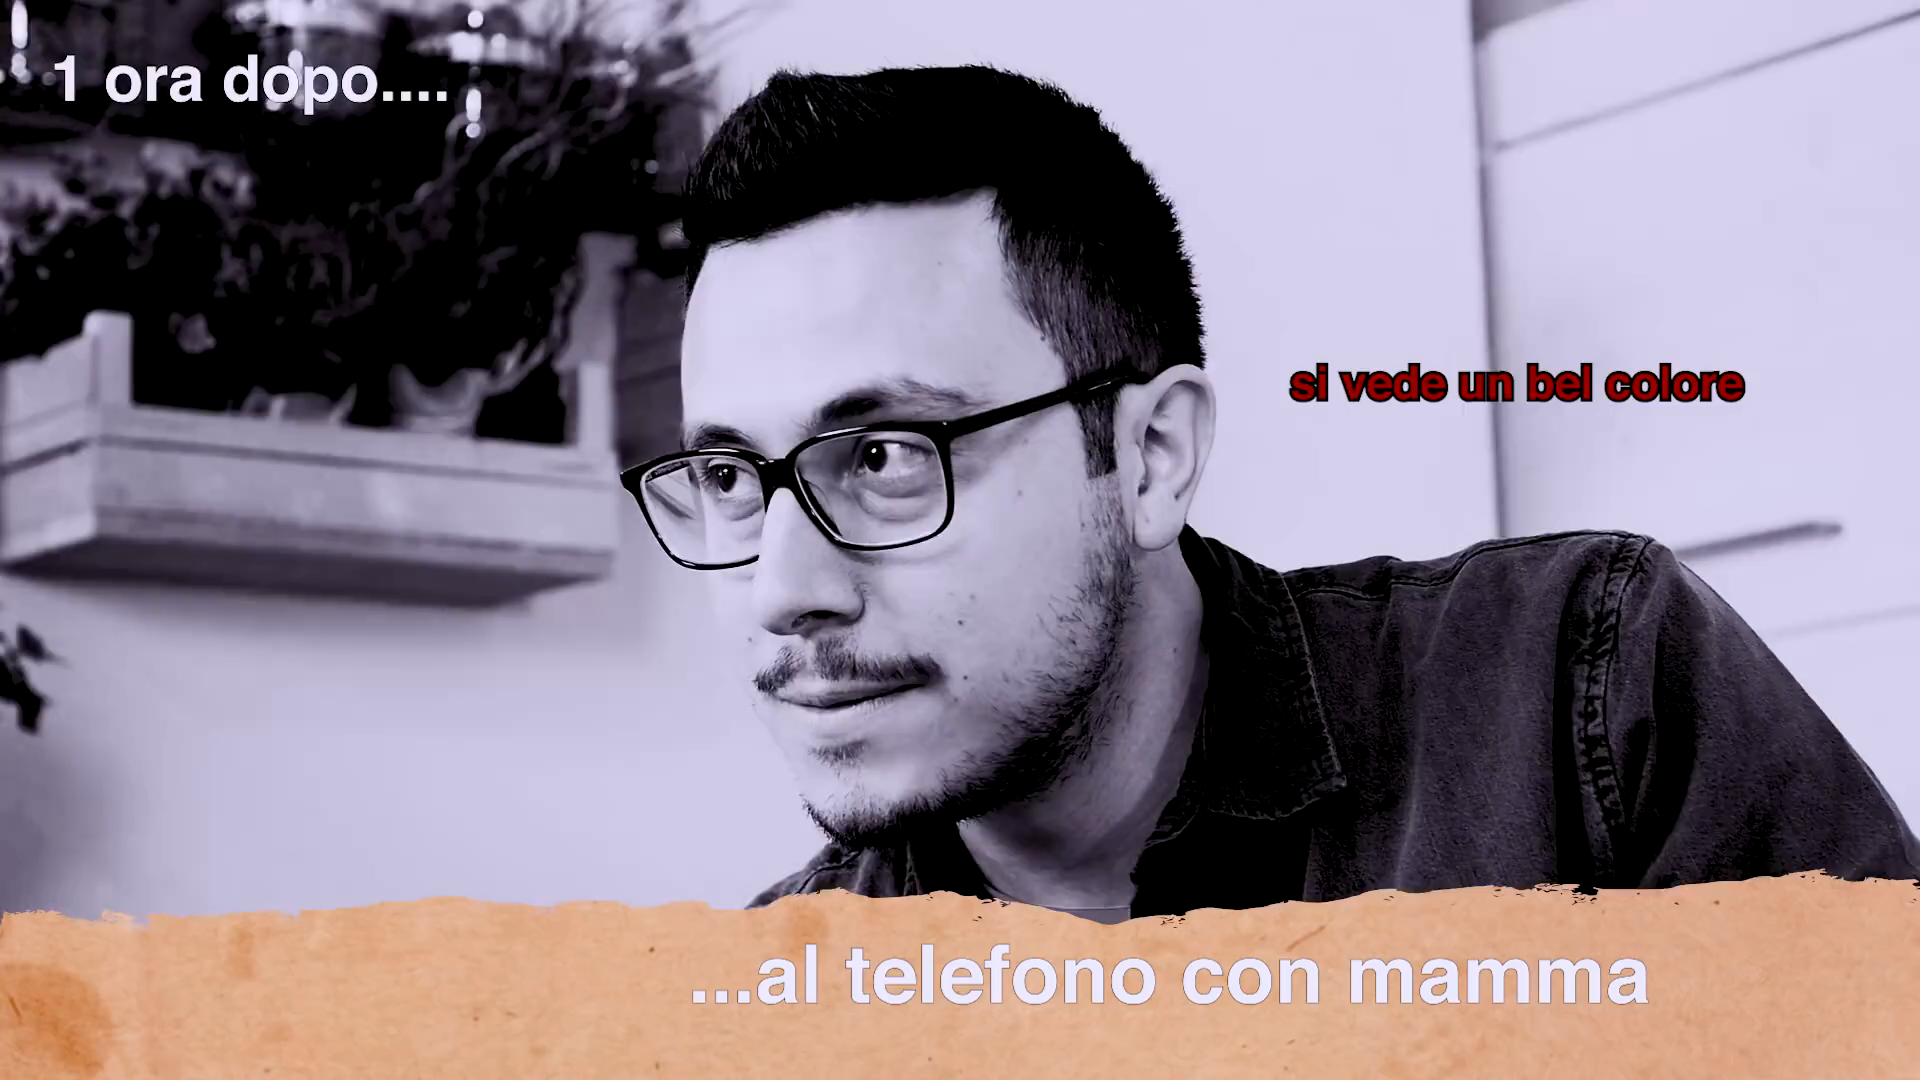 1 ora dopo....
si vede un bel colore
...al telefono con mamma